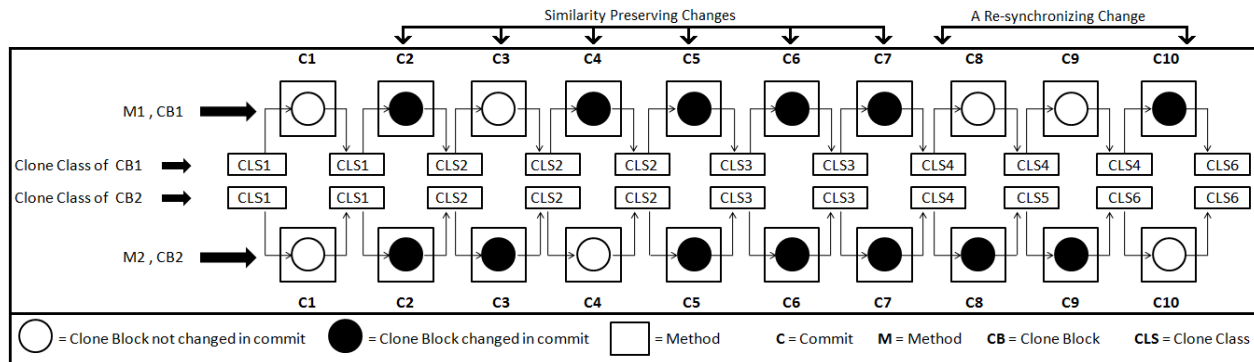 Similarity Preserving Changes A Re-synchronizing Change
C1 C2 C3 C4 C5 C6 C7 C8 C9 C10
M1 , CB1
Clone Class of CB1 CLS1 CLS1 CLS2 CLS2 CLS2 CLS3 CLS3 CLS4 CLS4 CLS4 CLS6
Clone Class of CB2 CLS1 CLS1 CLS2 CLS2 CLS2 CLS3 CLS3 CLS4 CLS5 CLS6 CLS6
M2 , CB2
C1 C2 C3 C4 C5 C6 C7 C8 C9 C10
= Clone Block not changed in commit = Clone Block changed in commit = Method C = Commit M = Method CB = Clone Block CLS = Clone Class